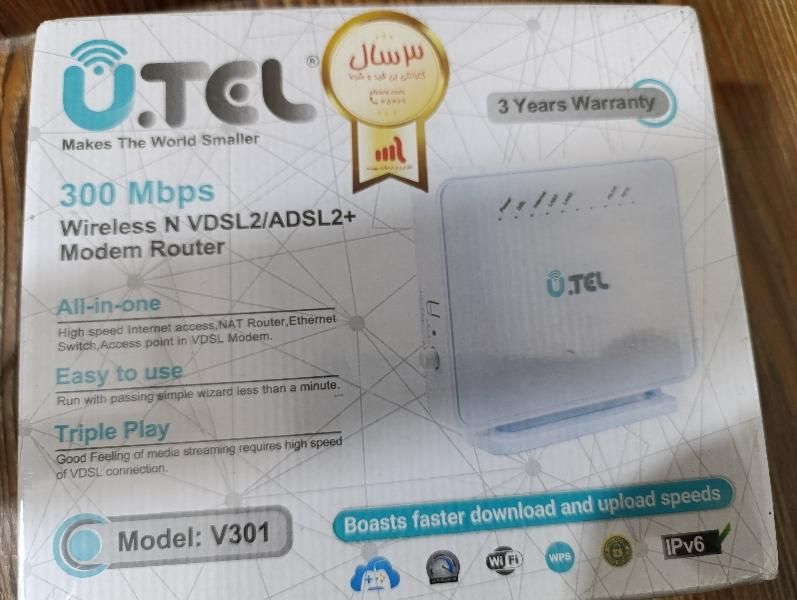 U.TEL®
Makes The World Smaller
۳ سال
3 Years Warranty
300 Mbps
Wireless N VDSL2/ADSL2+
Modem Router
All-in-one
High speed Internet access,NAT Router,Ethernet
Switch,Access point in VDSL Modem.
Easy to use
Run with passing simple wizard less than a minute.
Triple Play
Good Feeling of media streaming requires high speed
of VDSL connection.
U.TEL
Model: V301
Boasts faster download and upload speeds
WiFi
WPS
IPv6